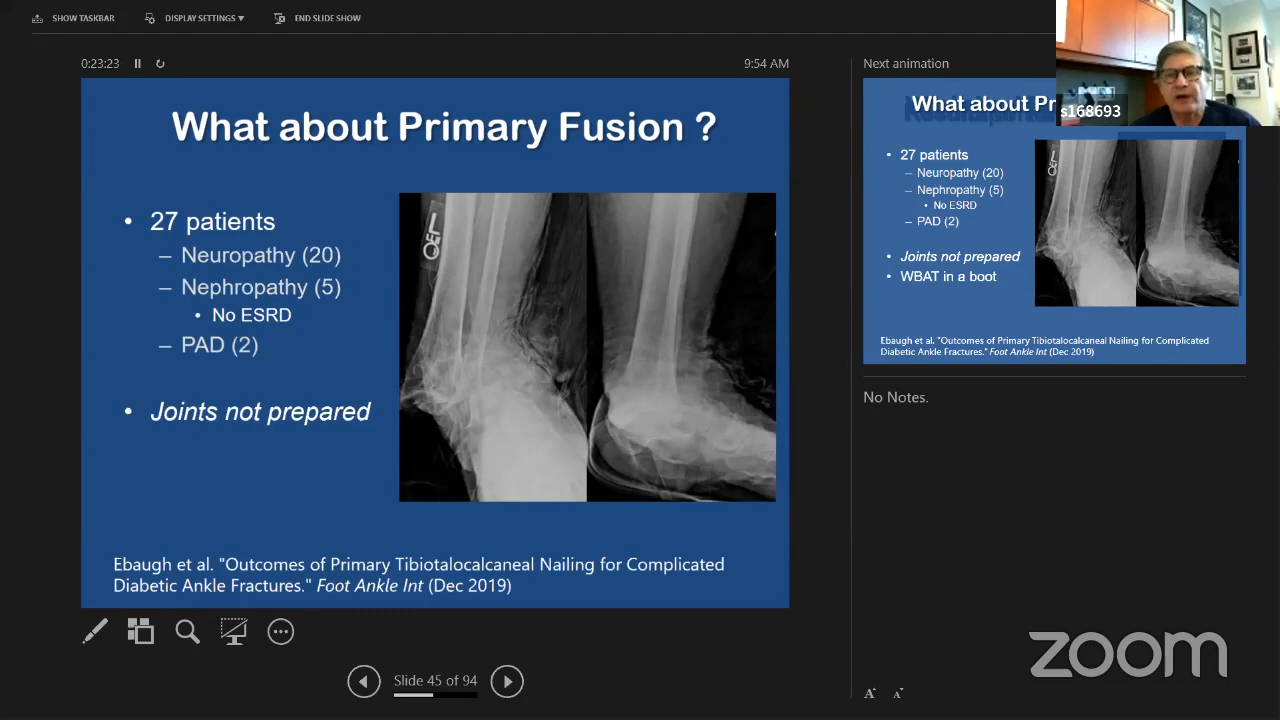 SHOW TASKBAR
DISPLAY SETTINGS
END SLIDE SHOW
0:23:23
9:54 AM
What about Primary Fusion ?
• 27 patients
– Neuropathy (20)
– Nephropathy (5)
• No ESRD
– PAD (2)
• Joints not prepared
Ebaugh et al. "Outcomes of Primary Tibiotalocalcaneal Nailing for Complicated
Diabetic Ankle Fractures." Foot Ankle Int (Dec 2019)
Slide 45 of 94
Next animation
What about Pr
• 27 patients
– Neuropathy (20)
– Nephropathy (5)
• No ESRD
– PAD (2)
• Joints not prepared
• WBAT in a boot
Ebaugh et al. "Outcomes of Primary Tibiotalocalcaneal Nailing for Complicated
Diabetic Ankle Fractures." Foot Ankle Int (Dec 2019)
s168693
No Notes.
A A
zoom